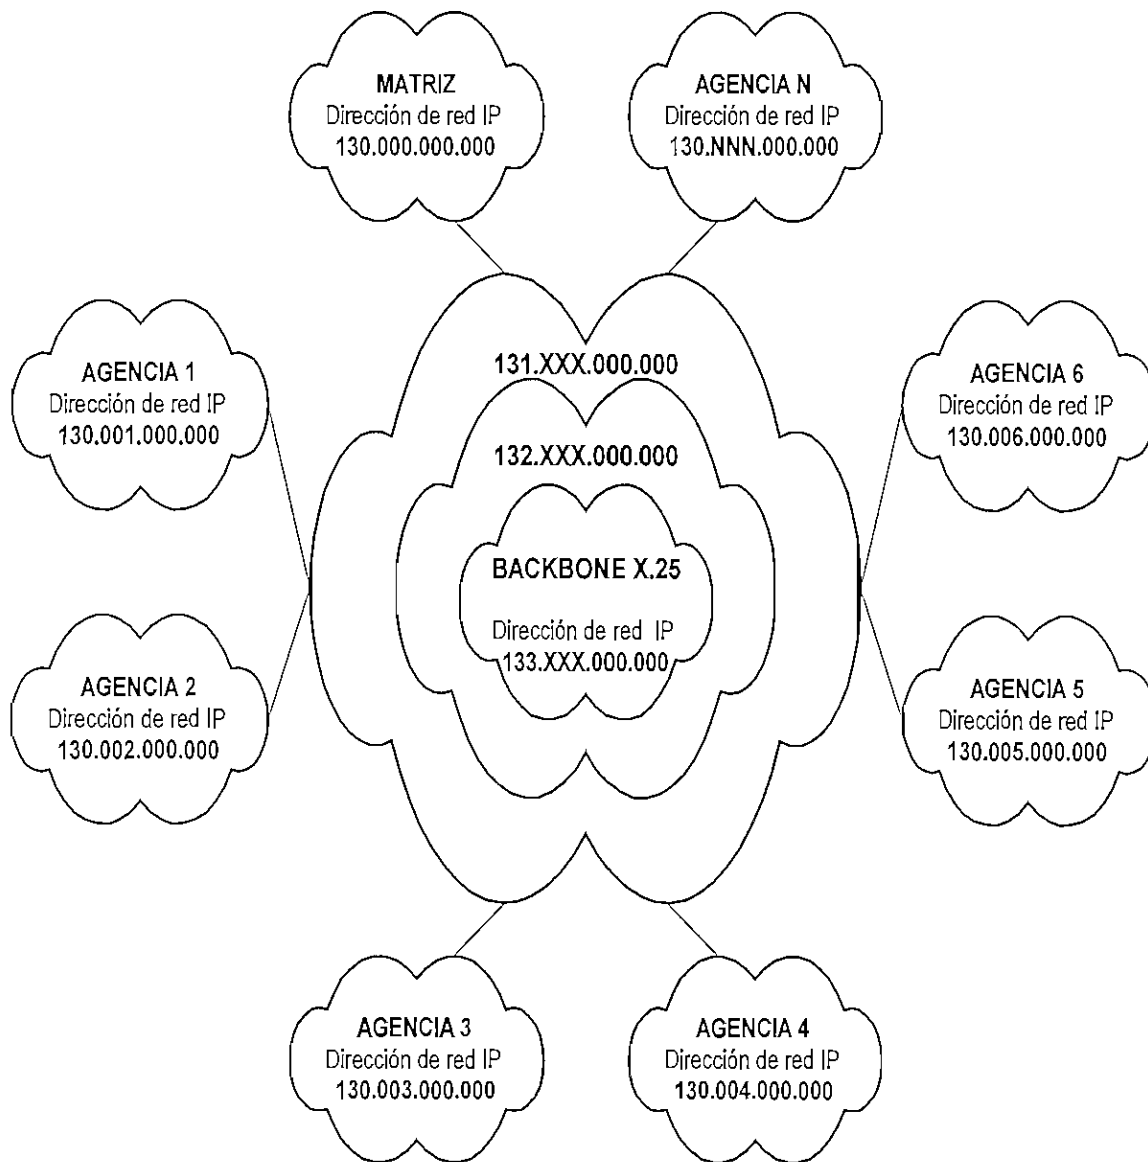 MATRIZ
Dirección de red IP
130.000.000.000
AGENCIA N
Dirección de red IP
130.NNN.000.000
AGENCIA 1
Dirección de red IP
130.001.000.000
131.XXX.000.000
132.XXX.000.000
BACKBONE X.25
Dirección de red IP
133.XXX.000.000
AGENCIA 6
Dirección de red IP
130.006.000.000
AGENCIA 2
Dirección de red IP
130.002.000.000
AGENCIA 5
Dirección de red IP
130.005.000.000
AGENCIA 3
Dirección de red IP
130.003.000.000
AGENCIA 4
Dirección de red IP
130.004.000.000